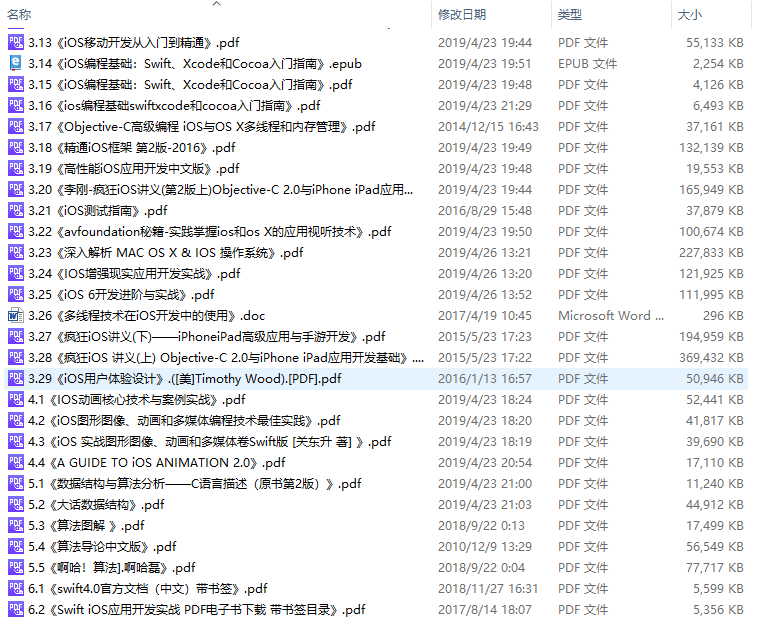 名称 修改日期 类型 大小
3.13《iOS移动开发从入门到精通》.pdf 2019/4/23 19:44 PDF 文件 55,133 KB
3.14《iOS编程基础：Swift、Xcode和Cocoa入门指南》.epub 2019/4/23 19:51 EPUB 文件 2,254 KB
3.15《iOS编程基础：Swift、Xcode和Cocoa入门指南》.pdf 2019/4/23 19:48 PDF 文件 4,126 KB
3.16《ios编程基础swiftxcode和cocoa入门指南》.pdf 2019/4/23 21:29 PDF 文件 6,493 KB
3.17《Objective-C高级编程 iOS与OS X多线程和内存管理》.pdf 2014/12/15 16:43 PDF 文件 37,161 KB
3.18《精通iOS框架 第2版-2016》.pdf 2019/4/23 19:49 PDF 文件 132,139 KB
3.19《高性能iOS应用开发中文版》.pdf 2019/4/23 19:48 PDF 文件 19,553 KB
3.20《李刚-疯狂iOS讲义(第2版上)Objective-C 2.0与iPhone iPad应用... 2019/4/23 19:44 PDF 文件 165,949 KB
3.21《iOS测试指南》.pdf 2016/8/29 15:48 PDF 文件 37,879 KB
3.22《avfoundation秘籍-实践掌握ios和os X的应用视听技术》.pdf 2019/4/23 19:50 PDF 文件 100,674 KB
3.23《深入解析 MAC OS X & IOS 操作系统》.pdf 2019/4/26 13:21 PDF 文件 227,833 KB
3.24《IOS增强现实应用开发实战》.pdf 2019/4/26 13:20 PDF 文件 121,925 KB
3.25《iOS 6开发进阶与实战》.pdf 2019/4/26 13:52 PDF 文件 111,995 KB
3.26《多线程技术在iOS开发中的使用》.doc 2017/4/19 10:45 Microsoft Word ... 296 KB
3.27《疯狂iOS讲义(下)——iPhoneiPad高级应用与手游开发》.pdf 2015/5/23 17:23 PDF 文件 194,959 KB
3.28《疯狂iOS 讲义(上) Objective-C 2.0与iPhone iPad应用开发基础》.... 2015/5/23 17:22 PDF 文件 369,432 KB
3.29《iOS用户体验设计》.([美]Timothy Wood).[PDF].pdf 2016/1/13 16:57 PDF 文件 50,946 KB
4.1《IOS动画核心技术与案例实战》.pdf 2019/4/23 18:24 PDF 文件 52,441 KB
4.2《iOS图形图像、动画和多媒体编程技术最佳实践》.pdf 2019/4/23 18:20 PDF 文件 41,817 KB
4.3《iOS 实战图形图像、动画和多媒体卷Swift版 [关东升 著] 》.pdf 2019/4/23 18:19 PDF 文件 39,690 KB
4.4《A GUIDE TO iOS ANIMATION 2.0》.pdf 2019/4/23 20:54 PDF 文件 17,110 KB
5.1《数据结构与算法分析——C语言描述（原书第2版）》.pdf 2019/4/23 21:00 PDF 文件 11,240 KB
5.2《大话数据结构》.pdf 2019/4/23 21:03 PDF 文件 44,912 KB
5.3《算法图解 》.pdf 2018/9/22 0:13 PDF 文件 17,499 KB
5.4《算法导论中文版》.pdf 2010/12/9 13:29 PDF 文件 56,549 KB
5.5《啊哈！算法].啊哈磊》.pdf 2018/9/22 0:04 PDF 文件 77,717 KB
6.1《swift4.0官方文档（中文）带书签》.pdf 2018/11/27 16:31 PDF 文件 5,599 KB
6.2《Swift iOS应用开发实战 PDF电子书下载 带书签目录》.pdf 2017/8/14 18:07 PDF 文件 5,356 KB